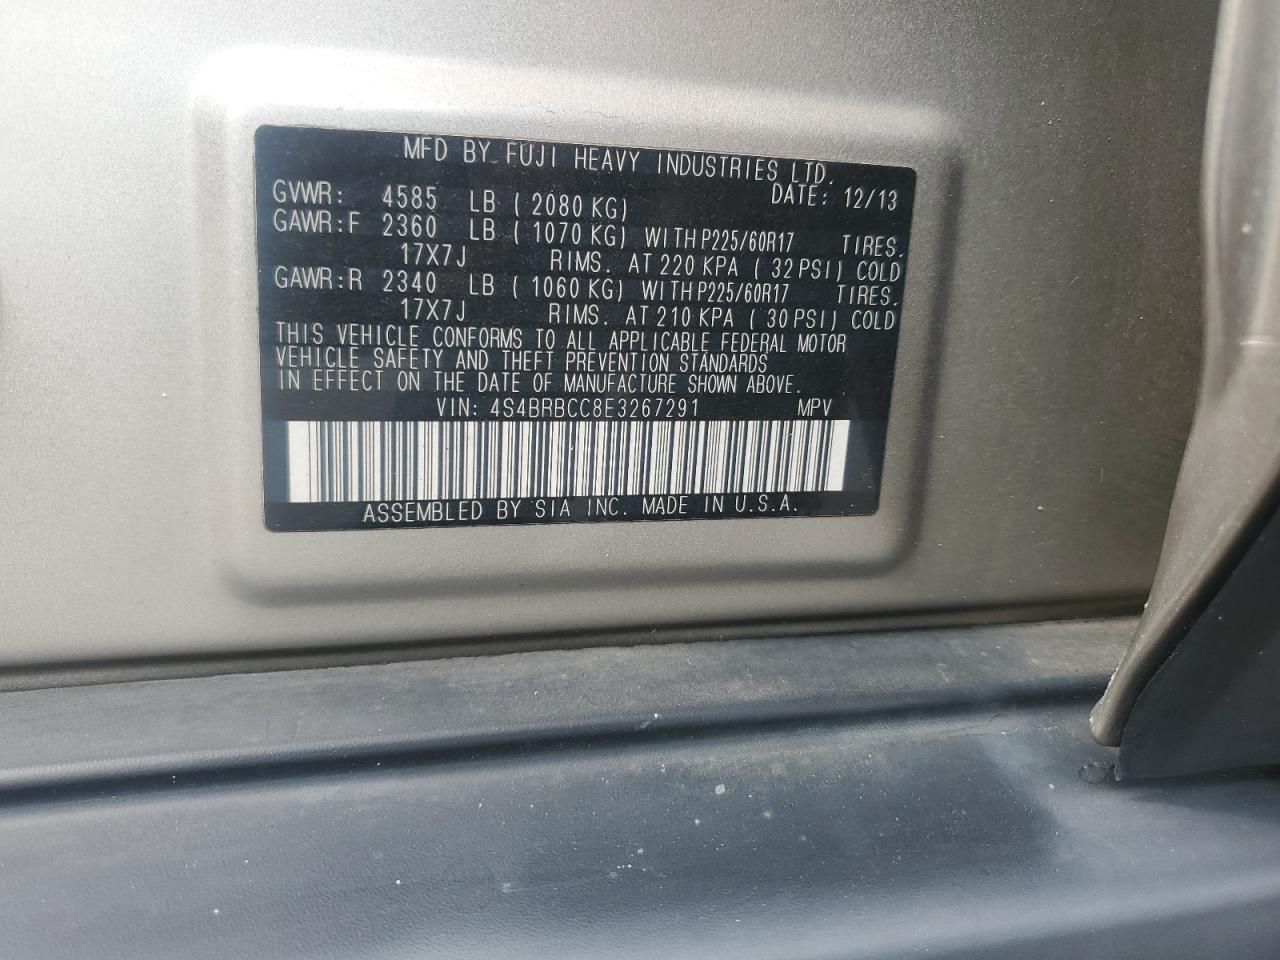 MFD BY FUJI HEAVY INDUSTRIES LTD.
GVWR: 4585 LB ( 2080 KG) DATE: 12/13
GAWR:F 2360 LB ( 1070 KG) WITH P225/60R17 TIRES.
17X7J RIMS. AT 220 KPA ( 32 PSI) COLD
GAWR:R 2340 LB ( 1060 KG) WITH P225/60R17 TIRES.
17X7J RIMS. AT 210 KPA ( 30 PSI) COLD
THIS VEHICLE CONFORMS TO ALL APPLICABLE FEDERAL MOTOR
VEHICLE SAFETY AND THEFT PREVENTION STANDARDS
IN EFFECT ON THE DATE OF MANUFACTURE SHOWN ABOVE.
VIN: 4S4BRBCC8E3267291 MPV
ASSEMBLED BY SIA INC. MADE IN U.S.A.